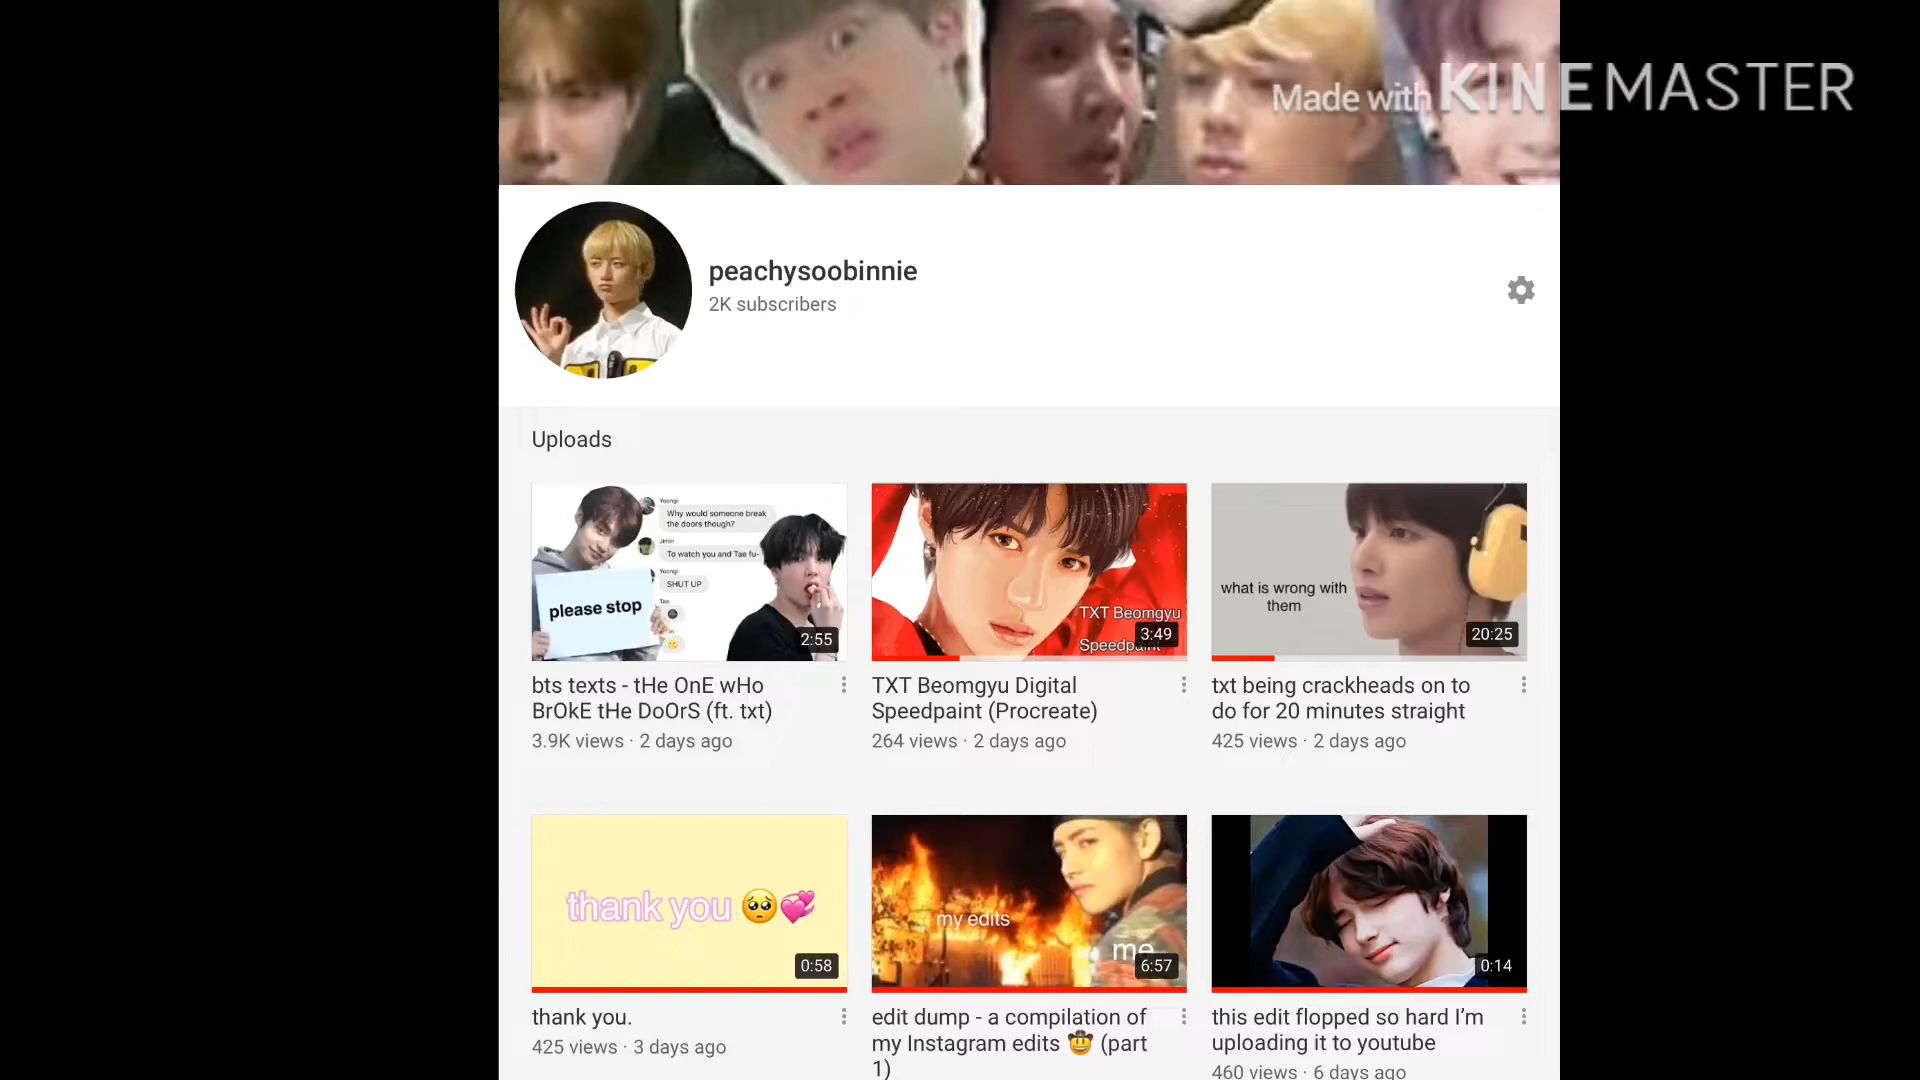 Made with KINEMASTER
peachysoobinnie
2K subscribers
Uploads
Yoongi
Why would someone break
the doors though?
Jimin
To watch you and Tae fu-
Yoongi
SHUT UP
Tae
please stop
2:55
TXT Beomgyu
Speedpaint
3:49
what is wrong with
them
20:25
bts texts - tHe OnE wHo
BrOkE tHe DoOrS (ft. txt)
3.9K views · 2 days ago
TXT Beomgyu Digital
Speedpaint (Procreate)
264 views · 2 days ago
txt being crackheads on to
do for 20 minutes straight
425 views · 2 days ago
thank you 🥺💞
0:58
my edits
me
6:57
0:14
thank you.
425 views · 3 days ago
edit dump - a compilation of
my Instagram edits 🤠 (part
1)
this edit flopped so hard I’m
uploading it to youtube
460 views · 6 days ago